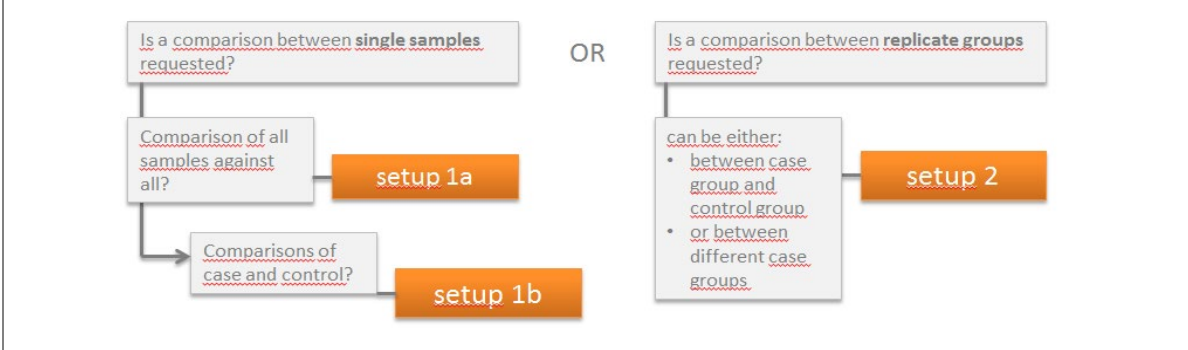 Is a comparison between single samples
requested?
OR
Is a comparison between replicate groups
requested?
Comparison of all
samples against
all?
setup 1a
Comparisons of
case and control?
setup 1b
can be either:
• between case
group and
control group
• or between
different case
groups
setup 2